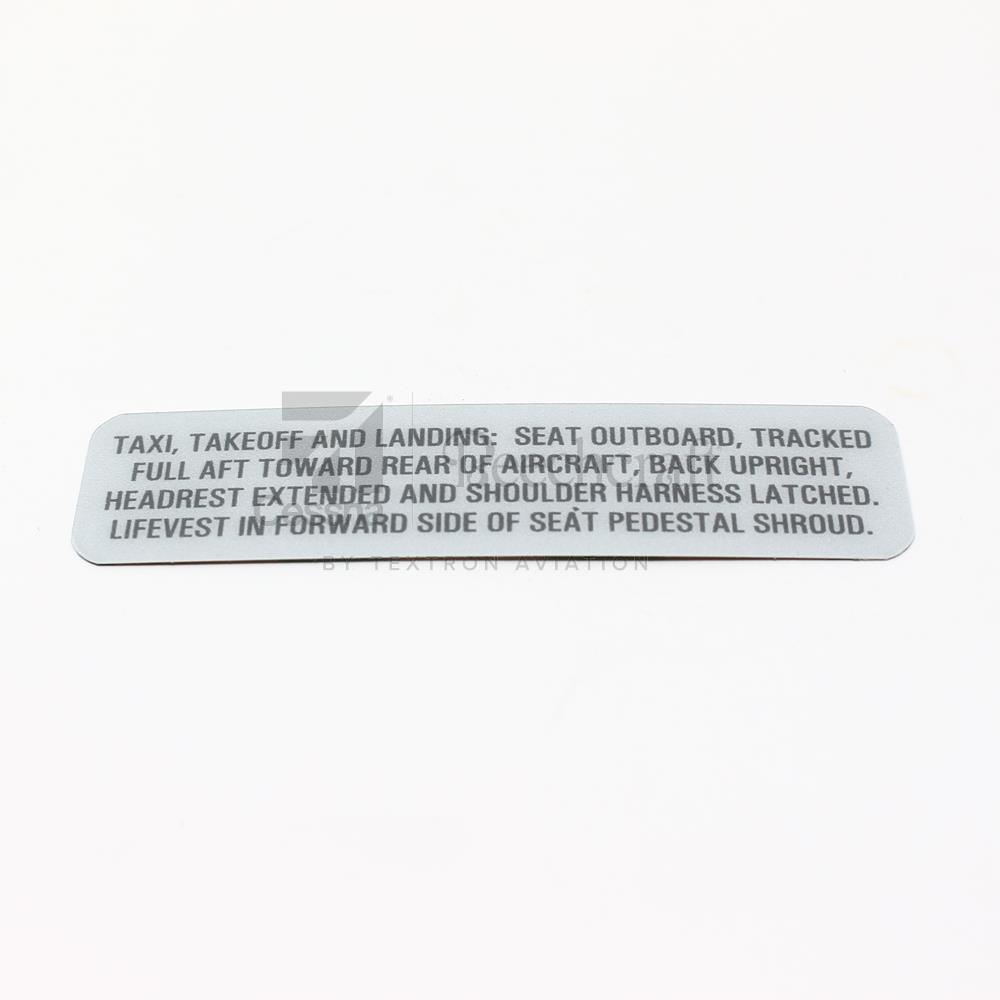 TAXI, TAKEOFF AND LANDING: SEAT OUTBOARD, TRACKED
FULL AFT TOWARD REAR OF AIRCRAFT, BACK UPRIGHT,
HEADREST EXTENDED AND SHOULDER HARNESS LATCHED.
LIFEVEST IN FORWARD SIDE OF SEAT PEDESTAL SHROUD.
Cessna
Beechcraft
BY TEXTRON AVIATION